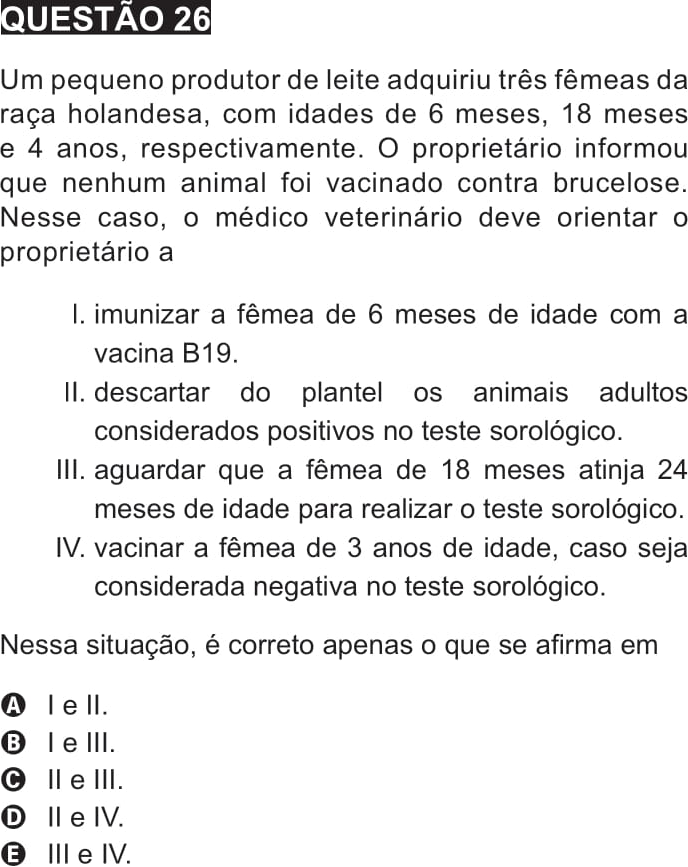 QUESTÃO 26
Um pequeno produtor de leite adquiriu três fêmeas da
raça holandesa, com idades de 6 meses, 18 meses
e 4 anos, respectivamente. O proprietário informou
que nenhum animal foi vacinado contra brucelose.
Nesse caso, o médico veterinário deve orientar o
proprietário a
I. imunizar a fêmea de 6 meses de idade com a
vacina B19.
II. descartar do plantel os animais adultos
considerados positivos no teste sorológico.
III. aguardar que a fêmea de 18 meses atinja 24
meses de idade para realizar o teste sorológico.
IV. vacinar a fêmea de 3 anos de idade, caso seja
considerada negativa no teste sorológico.
Nessa situação, é correto apenas o que se afirma em
A I e II.
B I e III.
C II e III.
D II e IV.
E III e IV.